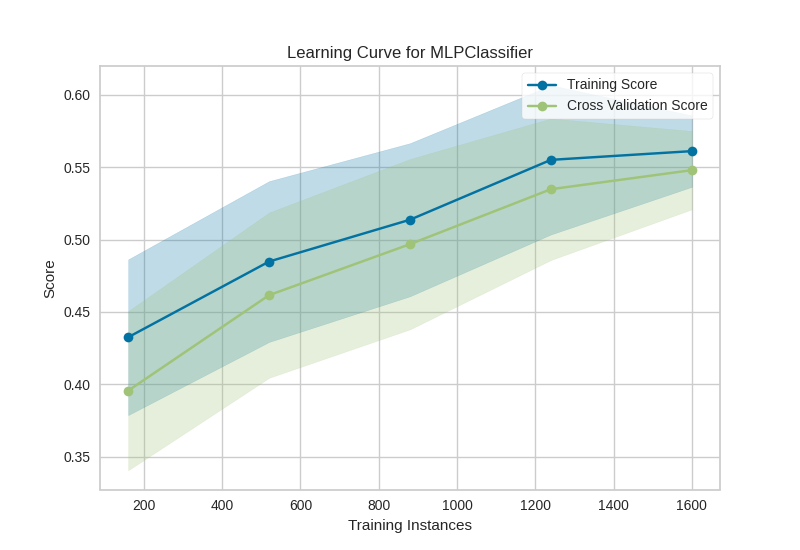 Learning Curve for MLPClassifier
Training Score
Cross Validation Score
0.60
0.55
0.50
0.45
0.40
0.35
Score
200 400 600 800 1000 1200 1400 1600
Training Instances